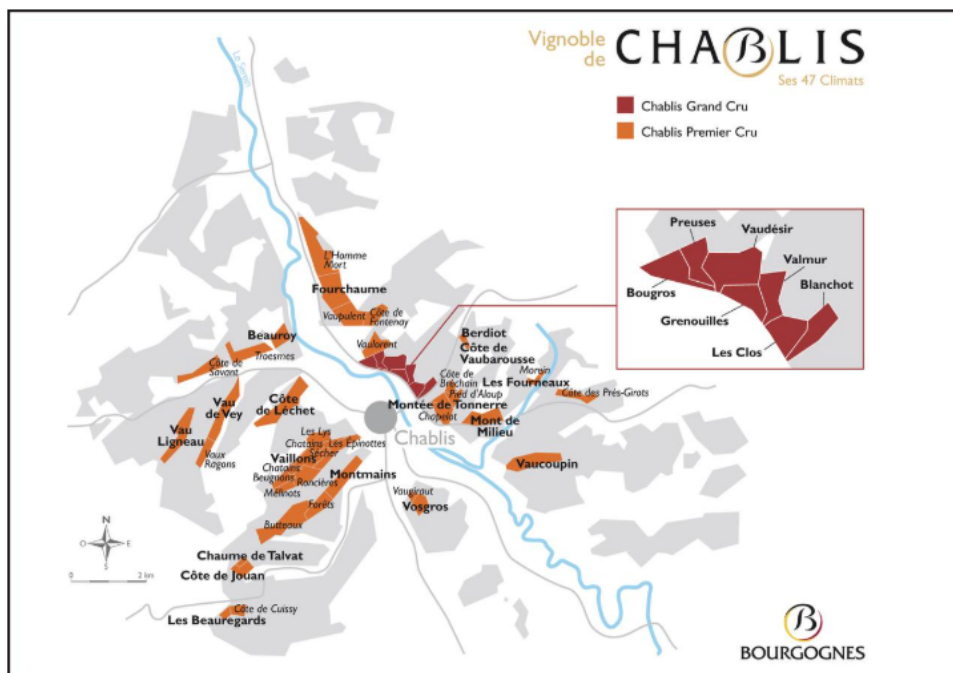 Vignoble
de
CHABLIS
Ses 47 Climats
Chablis Grand Cru
Chablis Premier Cru
Le Serein
Preuses
Vaudésir
Valmur
Blanchot
Bougros
Grenouilles
Les Clos
L'Homme
Mort
Fourchaume
Vaupulent
Côte de
Fontenay
Vaulorent
Beauroy
Troesmes
Côte de
Savant
Berdiot
Côte de
Vaubarousse
Côte de
Bréchain
Pied d'Aloup
Les Fourneaux
Morein
Côte des Près-Girots
Montée de Tonnerre
Chapelot
Mont de
Milieu
Vau
de Vey
Côte
de Léchet
Vau
Ligneau
Vaux
Ragons
Chablis
Les Lys
Chatains
Sécher
Les Épinottes
Vaillons
Chatains
Beugnons
Roncières
Mélinots
Montmains
Forêts
Butteaux
Vaucoupin
Vaugiraut
Vosgros
Chaume de Talvat
Côte de Jouan
Côte de Cuissy
Les Beauregards
N
O
E
S
0
2 km
B
BOURGOGNES